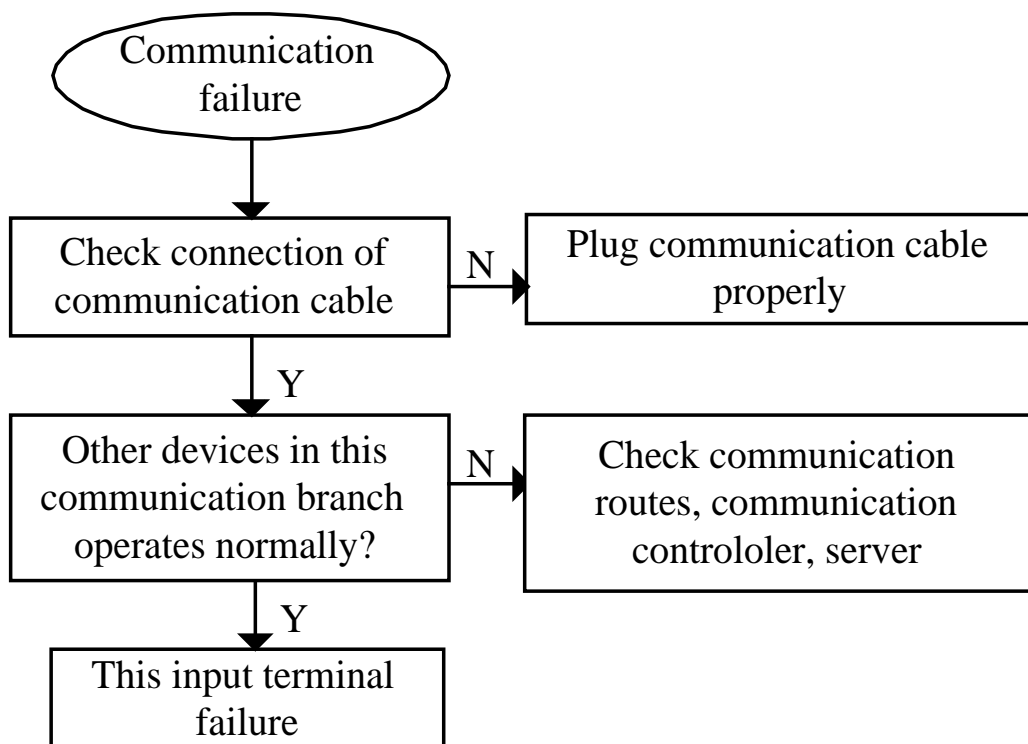 Communication
failure
Check connection of
communication cable
N
Plug communication cable
properly
Y
Other devices in this
communication branch
operates normally?
N
Check communication
routes, communication
controloler, server
Y
This input terminal
failure